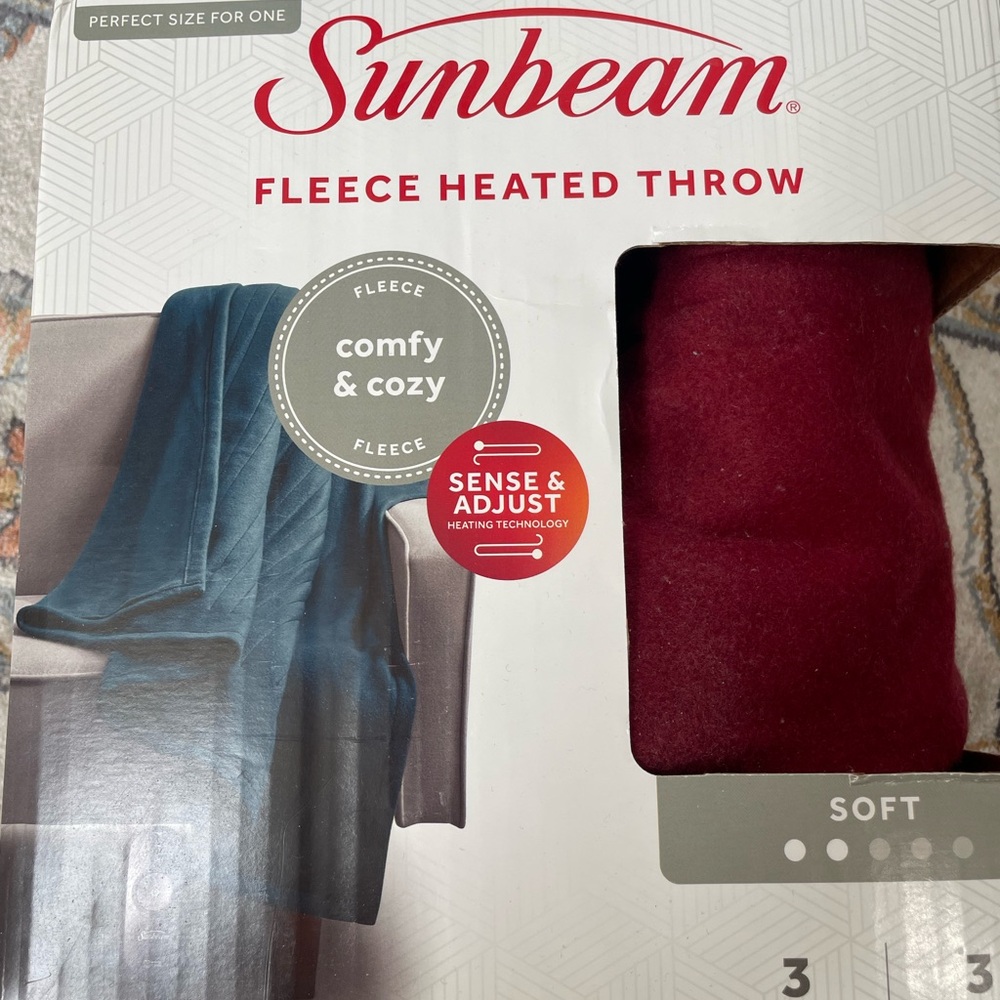 PERFECT SIZE FOR ONE
Sunbeam®
FLEECE HEATED THROW
FLEECE
comfy
& cozy
FLEECE
SENSE &
ADJUST
HEATING TECHNOLOGY
SOFT
3 3